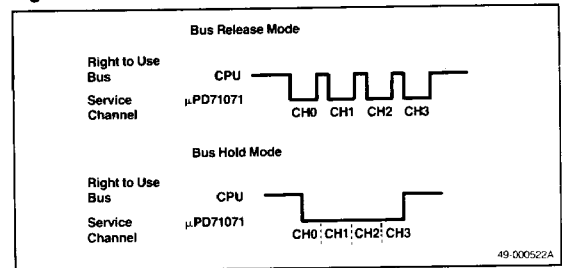 Bus Release Mode
Right to Use Bus CPU
Service Channel μPD71071
CH0 CH1 CH2 CH3
Bus Hold Mode
Right to Use Bus CPU
Service Channel μPD71071
CH0 CH1 CH2 CH3
49-000522A